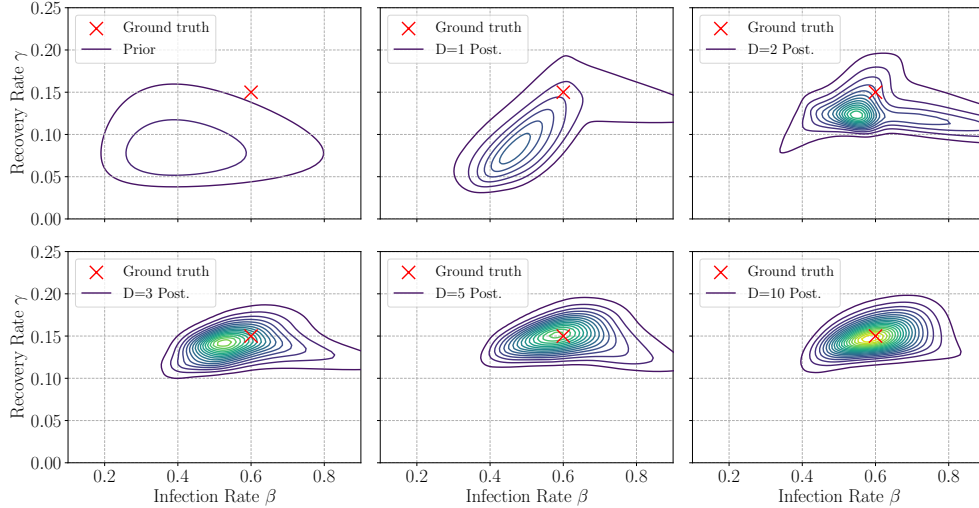 Ground truth
Prior
Ground truth
D=1 Post.
Ground truth
D=2 Post.
0.25
0.20
0.15
0.10
0.05
0.00
Recovery Rate γ
Ground truth
D=3 Post.
Ground truth
D=5 Post.
Ground truth
D=10 Post.
0.25
0.20
0.15
0.10
0.05
0.00
Recovery Rate γ
0.2 0.4 0.6 0.8
0.2 0.4 0.6 0.8
0.2 0.4 0.6 0.8
Infection Rate β
Infection Rate β
Infection Rate β